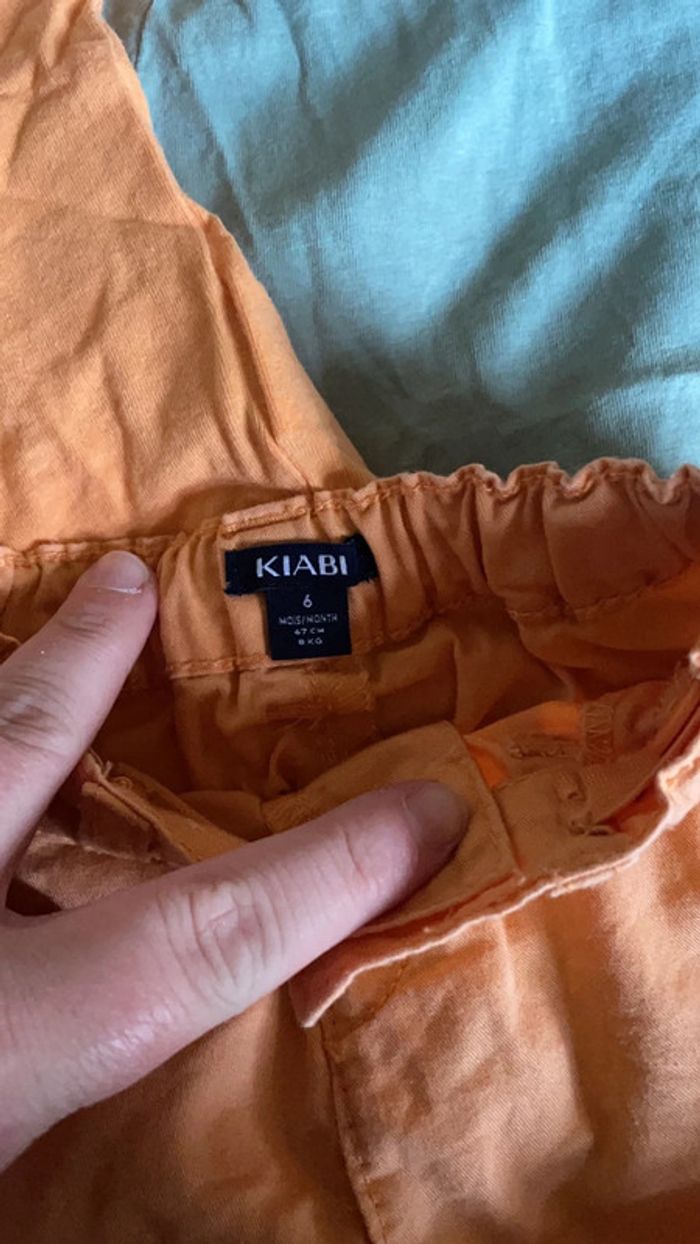 KIABI
6
MOIS/MONTH
67 CM
8 KG